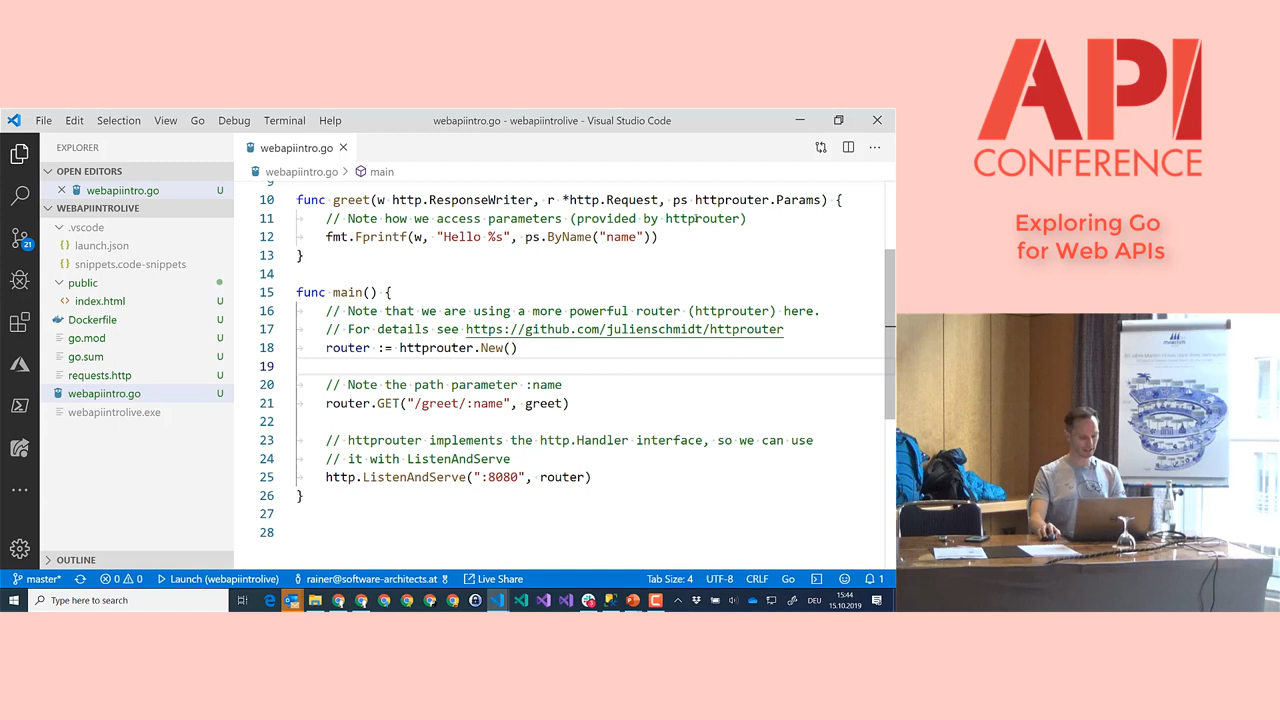 API
CONFERENCE
Exploring Go
for Web APIs
File Edit Selection View Go Debug Terminal Help
webapiintro.go - webapiintrolive - Visual Studio Code
EXPLORER
OPEN EDITORS
webapiintro.go U
WEBAPIINTROLIVE
.vscode
launch.json
snippets.code-snippets
public
index.html U
Dockerfile U
go.mod U
go.sum U
requests.http U
webapiintro.go U
webapiintrolive.exe
OUTLINE
21
webapiintro.go
webapiintro.go > main
9
10 func greet(w http.ResponseWriter, r *http.Request, ps httprouter.Params) {
11 // Note how we access parameters (provided by httprouter)
12 fmt.Fprintf(w, "Hello %s", ps.ByName("name"))
13 }
14
15 func main() {
16 // Note that we are using a more powerful router (httprouter) here.
17 // For details see https://github.com/julienschmidt/httprouter
18 router := httprouter.New()
19
20 // Note the path parameter :name
21 router.GET("/greet/:name", greet)
22
23 // httprouter implements the http.Handler interface, so we can use
24 // it with ListenAndServe
25 http.ListenAndServe(":8080", router)
26 }
27
28
master* 0 0 Launch (webapiintrolive) rainer@software-architects.at Live Share Tab Size: 4 UTF-8 CRLF Go 1
Type here to search
DEU
15:44
15.10.2019